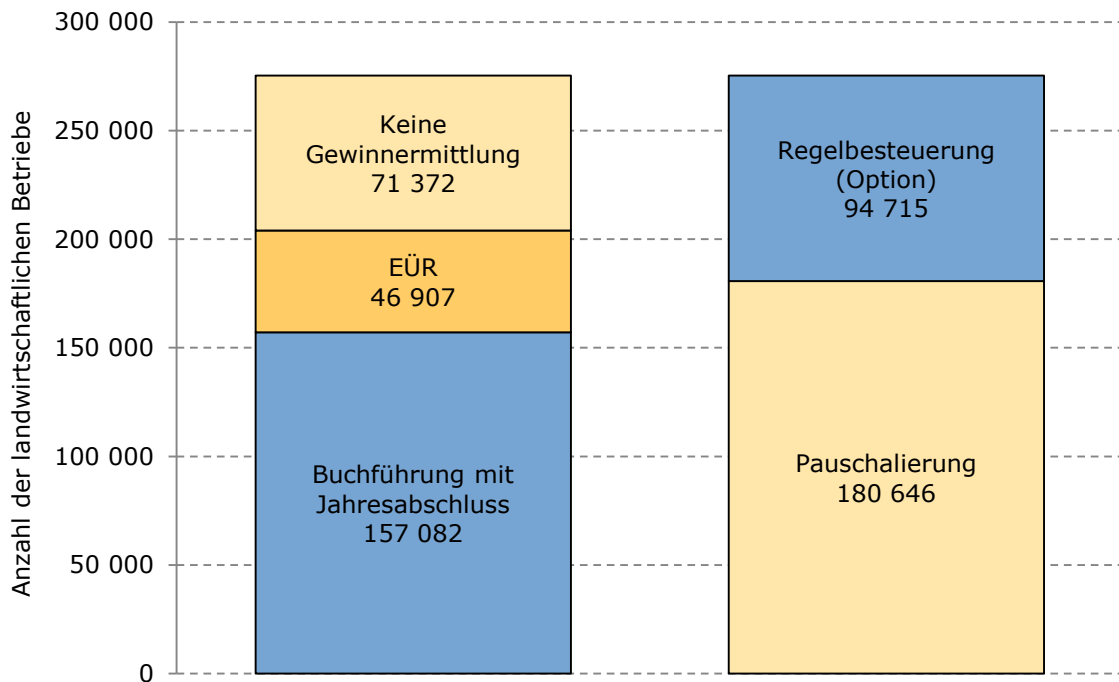 Anzahl der landwirtschaftlichen Betriebe
300 000
250 000
200 000
150 000
100 000
50 000
0
Keine
Gewinnermittlung
71 372
EÜR
46 907
Buchführung mit
Jahresabschluss
157 082
Regelbesteuerung
(Option)
94 715
Pauschalierung
180 646